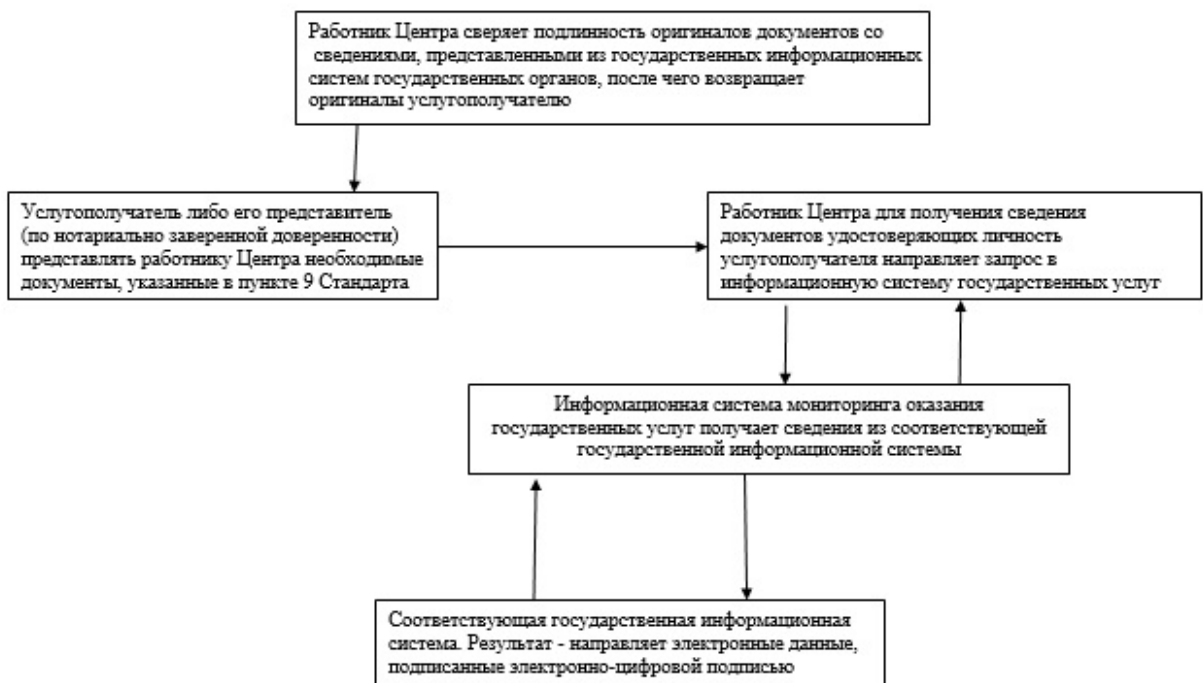 Работник Центра сверяет подлинность оригиналов документов со
сведениями, представленными из государственных информационных
систем государственных органов, после чего возвращает
оригиналы услугополучателю
Услугополучатель либо его представитель
(по нотариально заверенной доверенности)
представлять работнику Центра необходимые
документы, указанные в пункте 9 Стандарта
Работник Центра для получения сведения
документов удостоверяющих личность
услугополучателя направляет запрос в
информационную систему государственных услуг
Информационная система мониторинга оказания
государственных услуг получает сведения из соответствующей
государственной информационной системы
Соответствующая государственная информационная
система. Результат - направляет электронные данные,
подписанные электронно-цифровой подписью